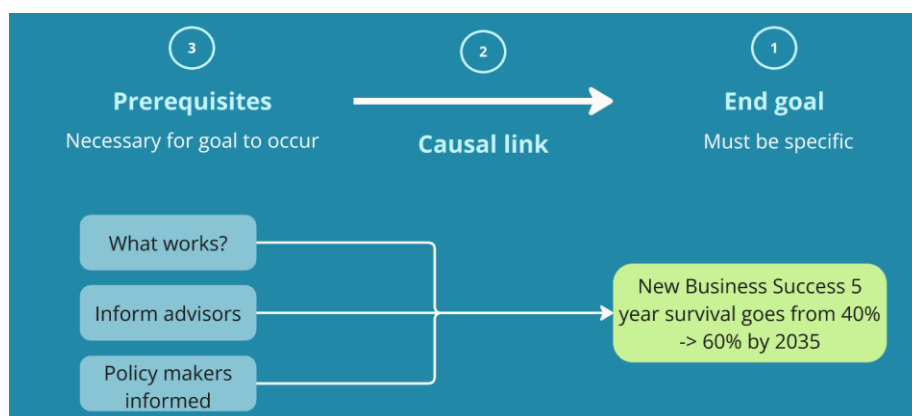 3
2
1
Prerequisites
Causal link
End goal
Necessary for goal to occur
Must be specific
What works?
Inform advisors
Policy makers
informed
New Business Success 5
year survival goes from 40%
-> 60% by 2035